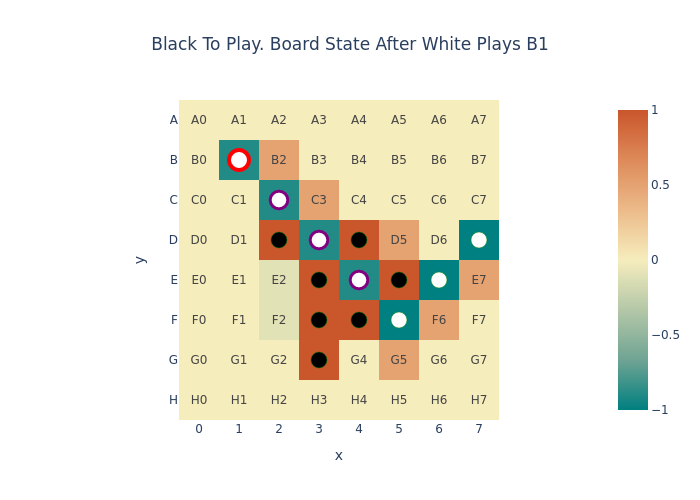 Black To Play. Board State After White Plays B1
A A0 A1 A2 A3 A4 A5 A6 A7 1
B B0 B2 B3 B4 B5 B6 B7
C C0 C1 C3 C4 C5 C6 C7 0.5
D D0 D1 D5 D6
y 0
E E0 E1 E2 E7
F F0 F1 F2 F6 F7 −0.5
G G0 G1 G2 G4 G5 G6 G7
H H0 H1 H2 H3 H4 H5 H6 H7 −1
0 1 2 3 4 5 6 7
x